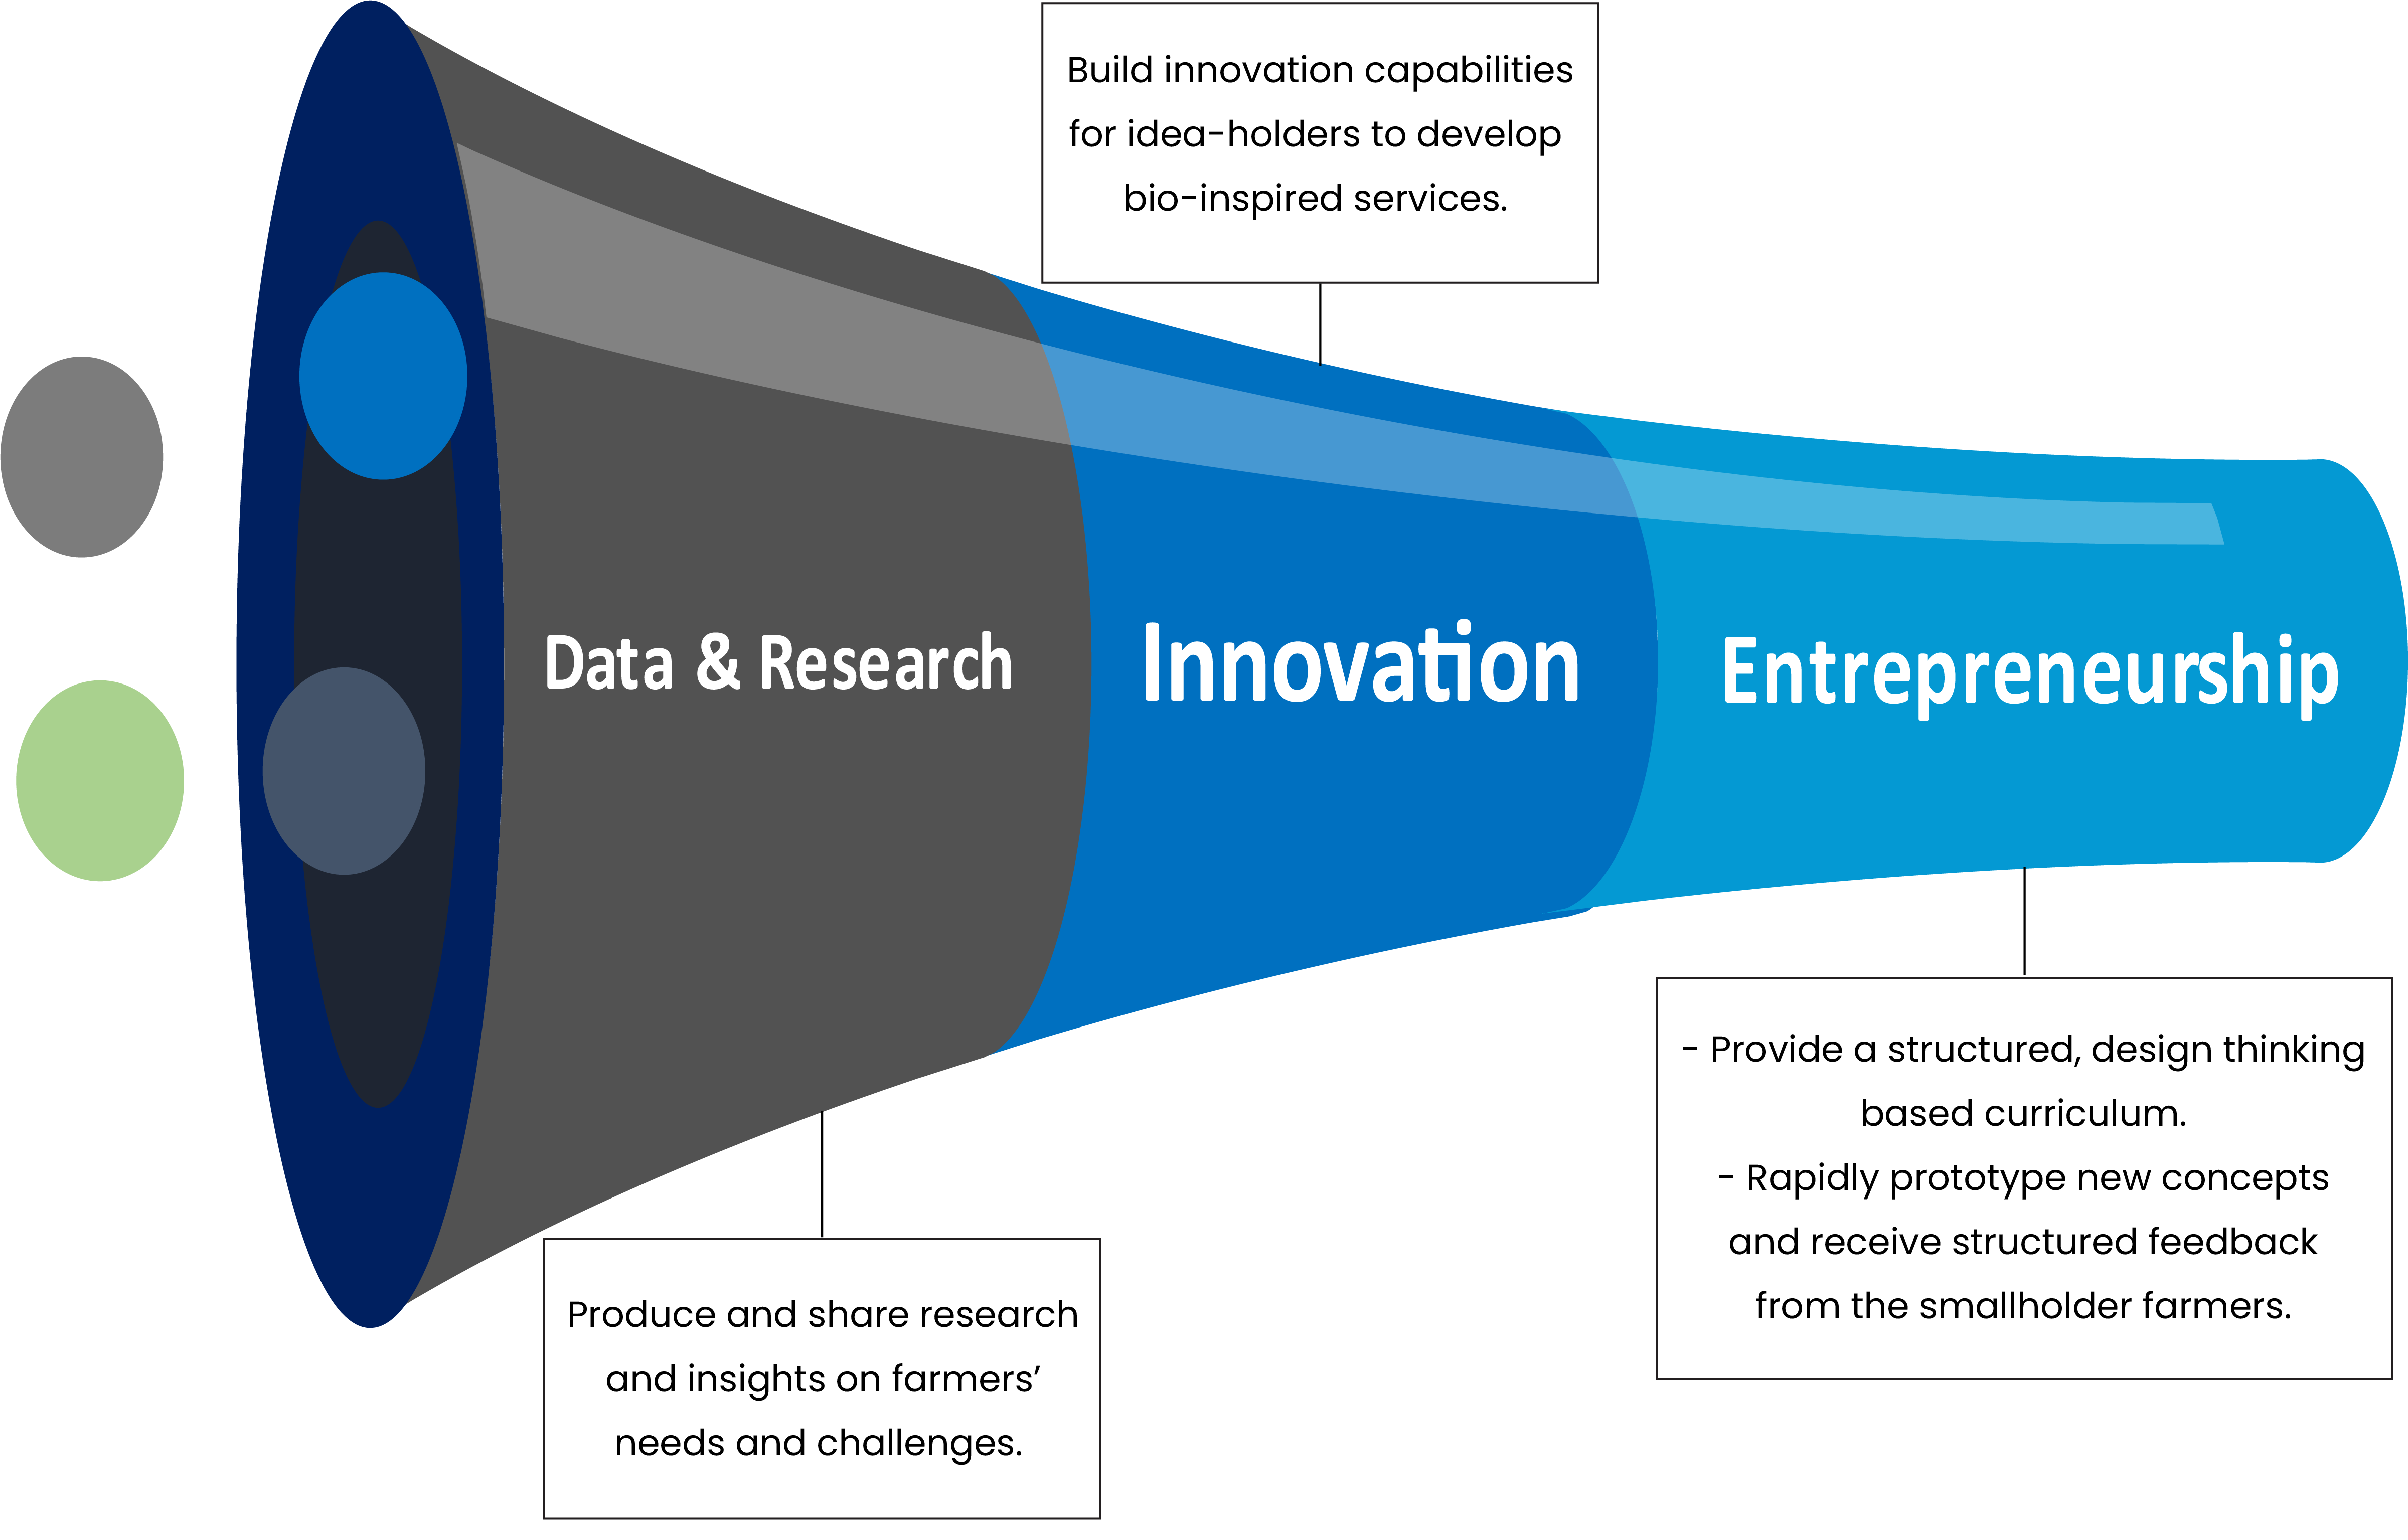 Build innovation capabilities
for idea-holders to develop
bio-inspired services.
Data & Research
Innovation
Entrepreneurship
Produce and share research
and insights on farmers’
needs and challenges.
- Provide a structured, design thinking
based curriculum.
- Rapidly prototype new concepts
and receive structured feedback
from the smallholder farmers.